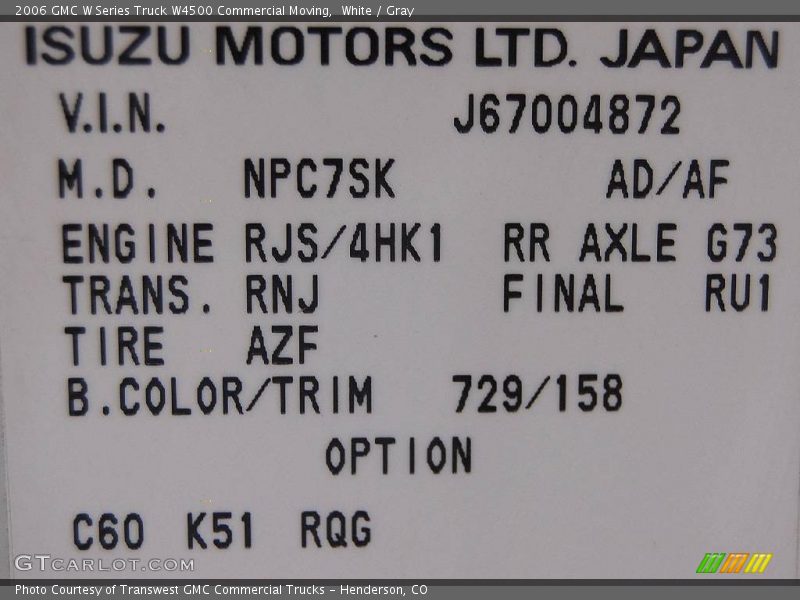 2006 GMC W Series Truck W4500 Commercial Moving, White / Gray
ISUZU MOTORS LTD. JAPAN
V.I.N. J67004872
M.D. NPC7SK AD/AF
ENGINE RJS/4HK1 RR AXLE G73
TRANS. RNJ FINAL RU1
TIRE AZF
B.COLOR/TRIM 729/158
OPTION
C60 K51 RQG
GTCARLOT.COM
Photo Courtesy of Transwest GMC Commercial Trucks - Henderson, CO